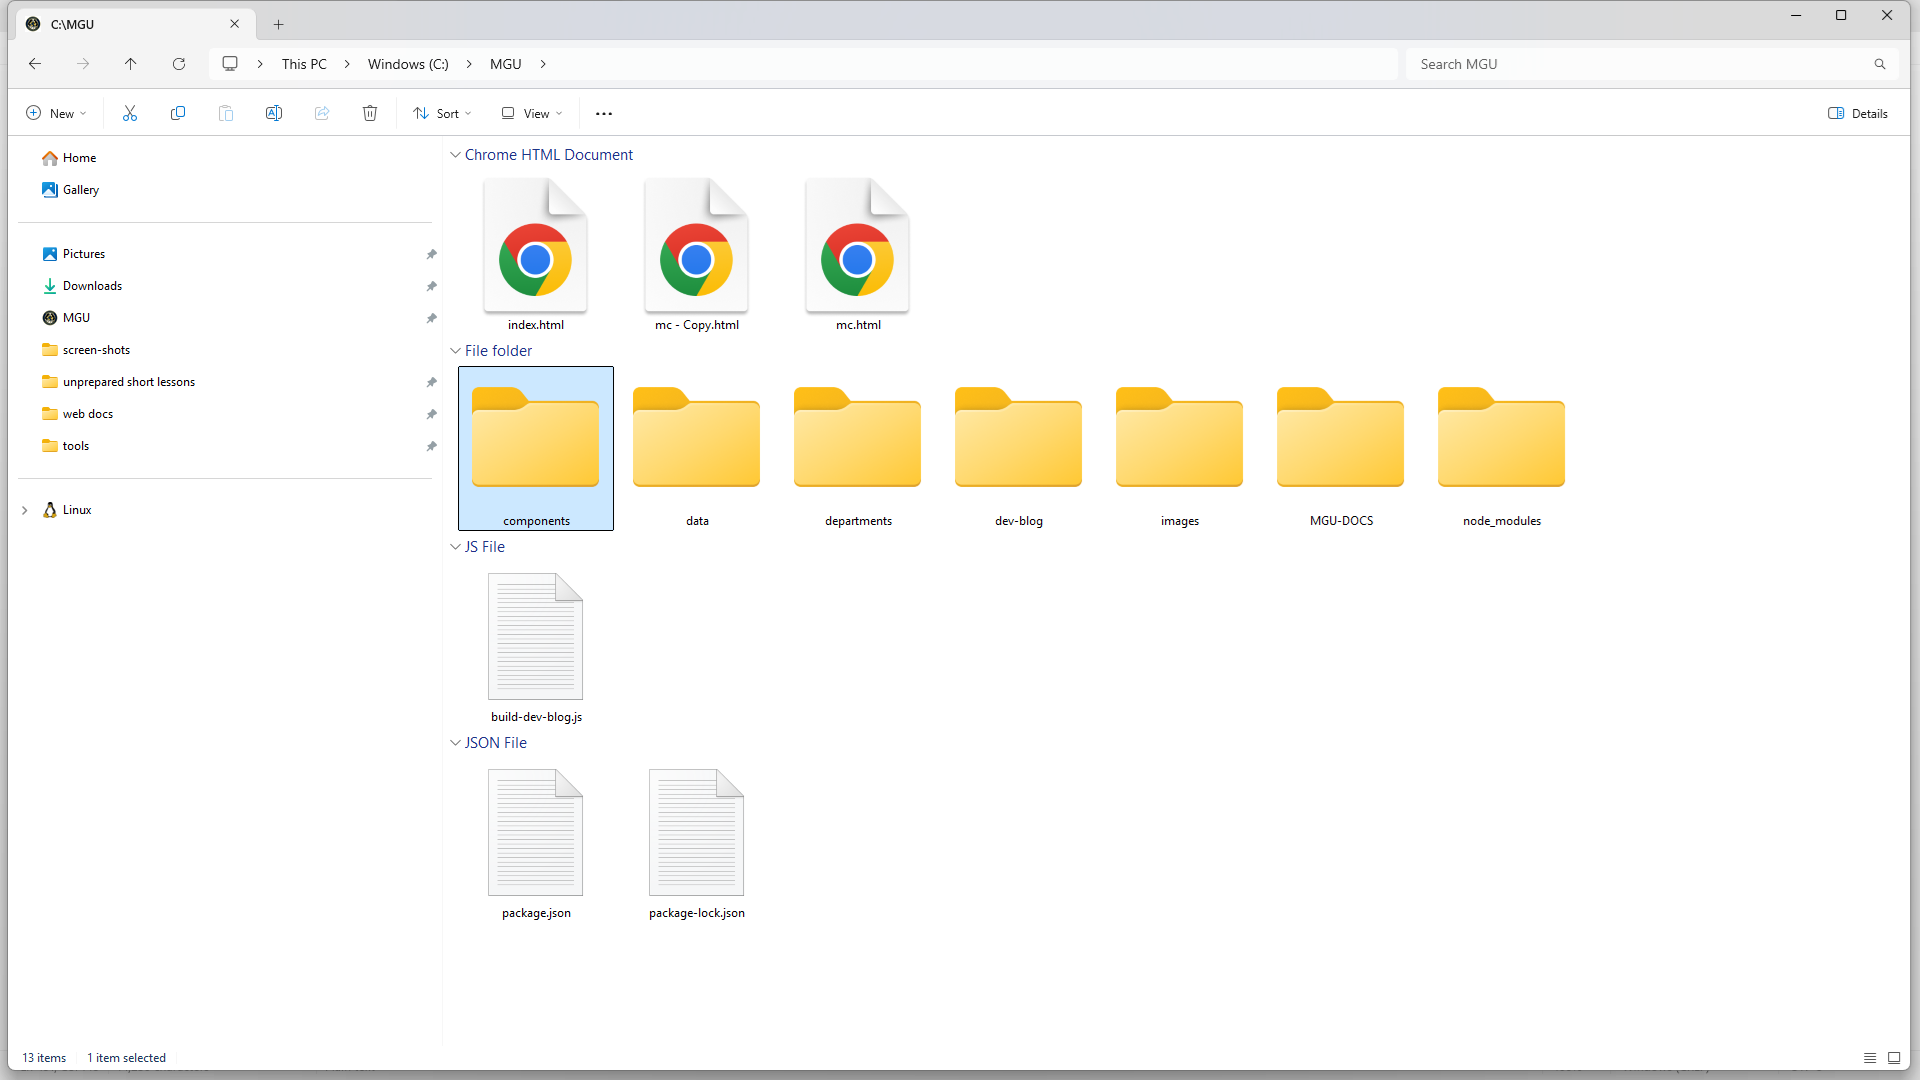 C:\MGU
This PC
Windows (C:)
MGU
Search MGU
New
Sort
View
Details
Home
Gallery
Pictures
Downloads
MGU
screen-shots
unprepared short lessons
web docs
tools
Linux
Chrome HTML Document
index.html
mc - Copy.html
mc.html
File folder
components
data
departments
dev-blog
images
MGU-DOCS
node_modules
JS File
build-dev-blog.js
JSON File
package.json
package-lock.json
13 items
1 item selected